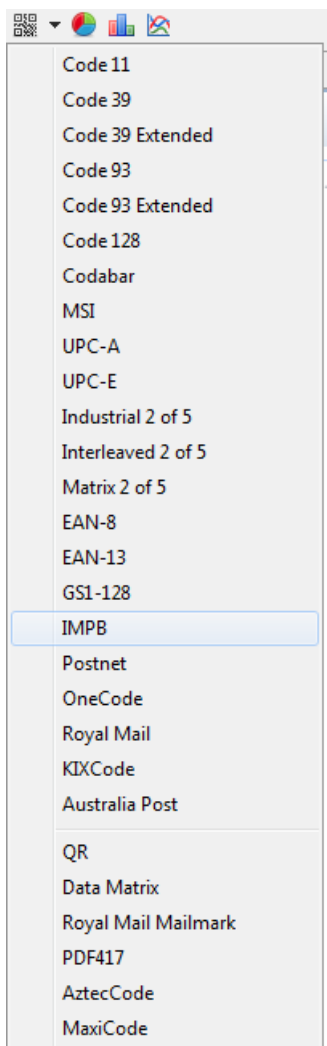 Code 11
Code 39
Code 39 Extended
Code 93
Code 93 Extended
Code 128
Codabar
MSI
UPC-A
UPC-E
Industrial 2 of 5
Interleaved 2 of 5
Matrix 2 of 5
EAN-8
EAN-13
GS1-128
IMPB
Postnet
OneCode
Royal Mail
KIXCode
Australia Post
QR
Data Matrix
Royal Mail Mailmark
PDF417
AztecCode
MaxiCode